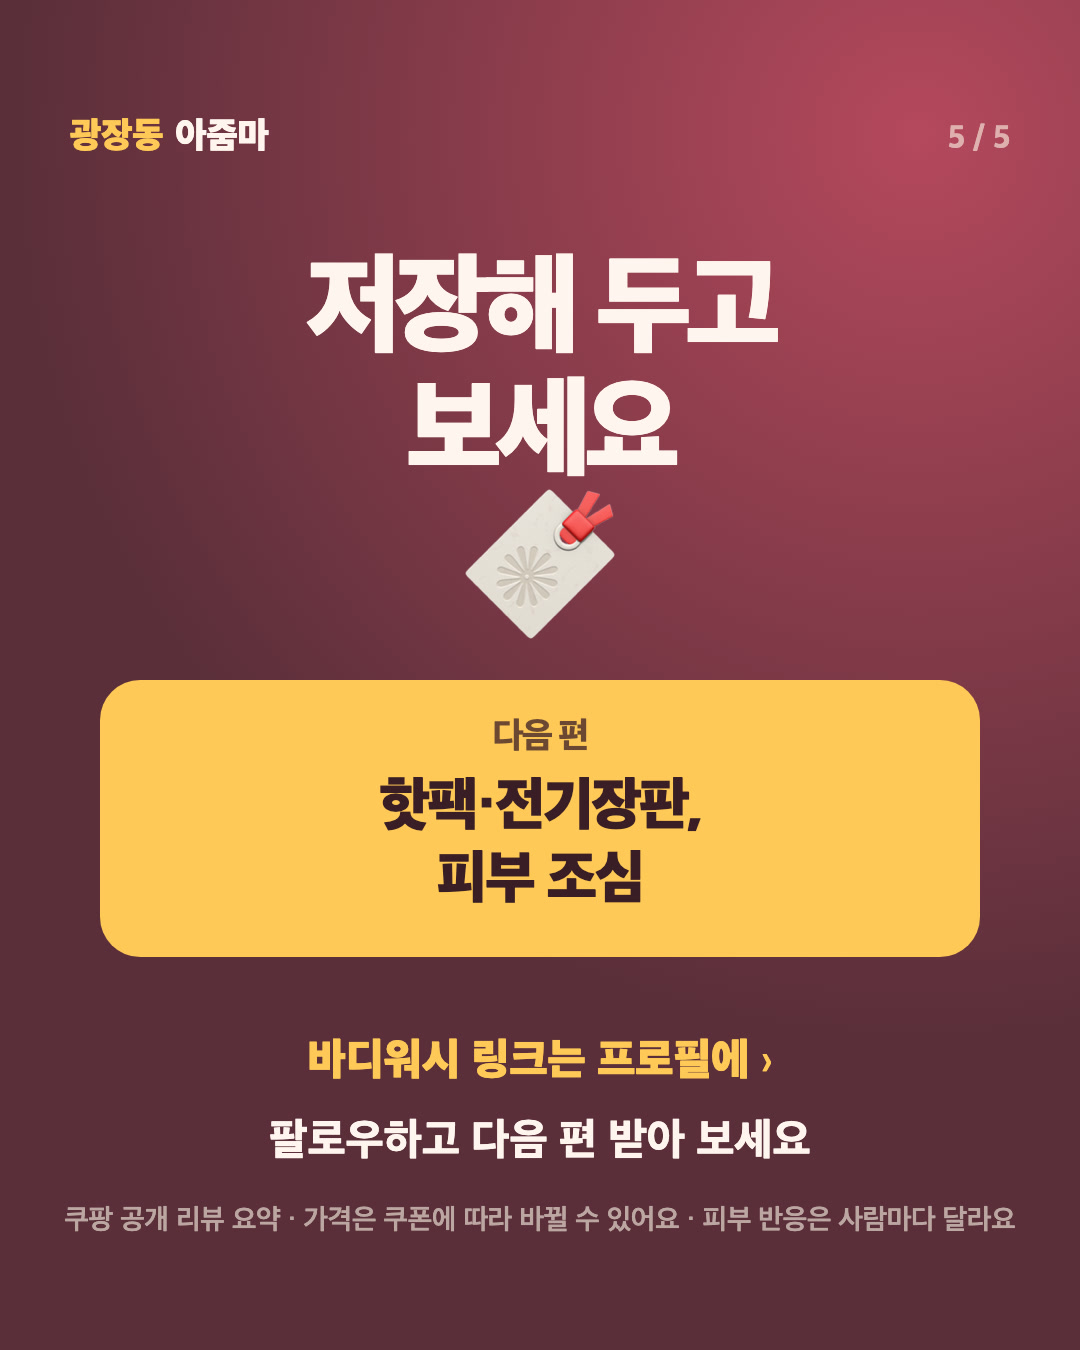 광장동 아줌마
5 / 5
저장해 두고
보세요
다음 편
핫팩·전기장판,
피부 조심
바디워시 링크는 프로필에 ›
팔로우하고 다음 편 받아 보세요
쿠팡 공개 리뷰 요약 · 가격은 쿠폰에 따라 바뀔 수 있어요 · 피부 반응은 사람마다 달라요